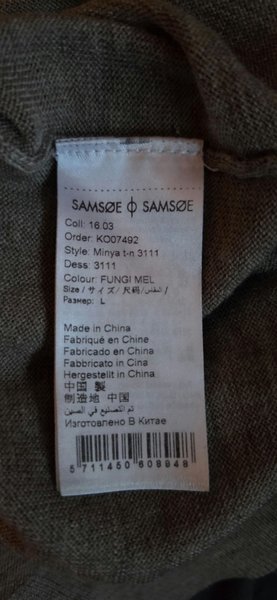 SAMSØE ϕ SAMSØE
Coll: 16.03
Order: KO07492
Style: Minya t-n 3111
Dess: 3111
Colour: FUNGI MEL
Size / サイズ / 尺码 / المقاس /
Размер: L
Made in China
Fabriqué en Chine
Fabricado en China
Fabbricato in Cina
Hergestellt in China
中国 製
制造地 中国
تم التصنيع في الصين
Изготовлено В Китае
5 711450 608948